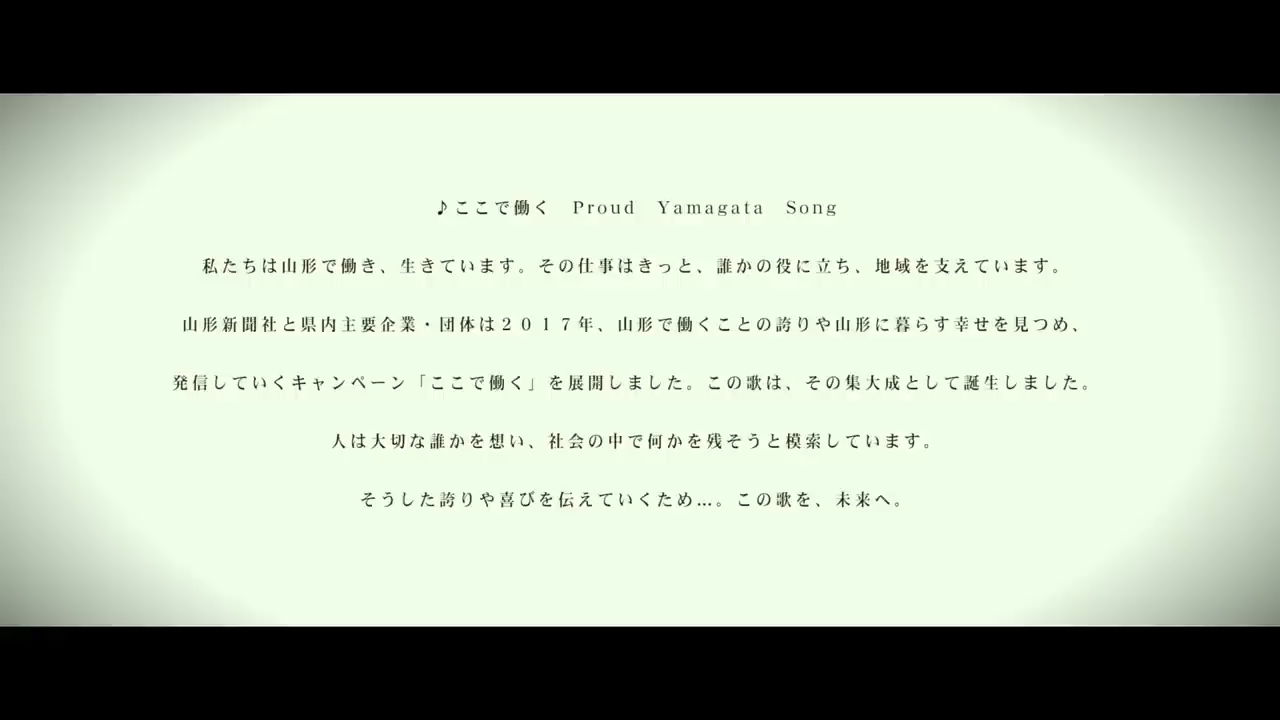 ♪ここで働く　Proud　Yamagata　Song
私たちは山形で働き、生きています。その仕事はきっと、誰かの役に立ち、地域を支えています。
山形新聞社と県内主要企業・団体は２０１７年、山形で働くことの誇りや山形に暮らす幸せを見つめ、
発信していくキャンペーン「ここで働く」を展開しました。この歌は、その集大成として誕生しました。
人は大切な誰かを想い、社会の中で何かを残そうと模索しています。
そうした誇りや喜びを伝えていくため…。この歌を、未来へ。